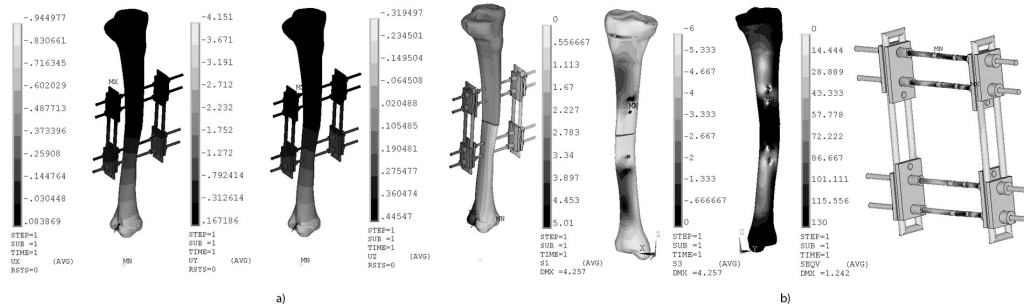 -.944977
-.830661
-.716345
-.602029
-.487713
-.373396
-.25908
-.144764
-.030448
.083869
STEP=1
SUB =1
TIME=1
UX (AVG)
RSYS=0
MX
MN
-4.151
-3.671
-3.191
-2.712
-2.232
-1.752
-1.272
-.792414
-.312614
.167186
STEP=1
SUB =1
TIME=1
UY (AVG)
RSYS=0
MN
-.319497
-.234501
-.149504
-.064508
.020488
.105485
.190481
.275477
.360474
.44547
STEP=1
SUB =1
TIME=1
UZ (AVG)
RSYS=0
MN
0
.556667
1.113
1.67
2.227
2.783
3.34
3.897
4.453
5.01
STEP=1
SUB =1
TIME=1
S1 (AVG)
DMX =4.257
MX
X
-6
-5.333
-4.667
-4
-3.333
-2.667
-2
-1.333
-.666667
0
STEP=1
SUB =1
TIME=1
S3 (AVG)
DMX =4.257
0
14.444
28.889
43.333
57.778
72.222
86.667
101.111
115.556
130
STEP=1
SUB =1
TIME=1
SEQV (AVG)
DMX =1.242
MN
MX
a)
b)